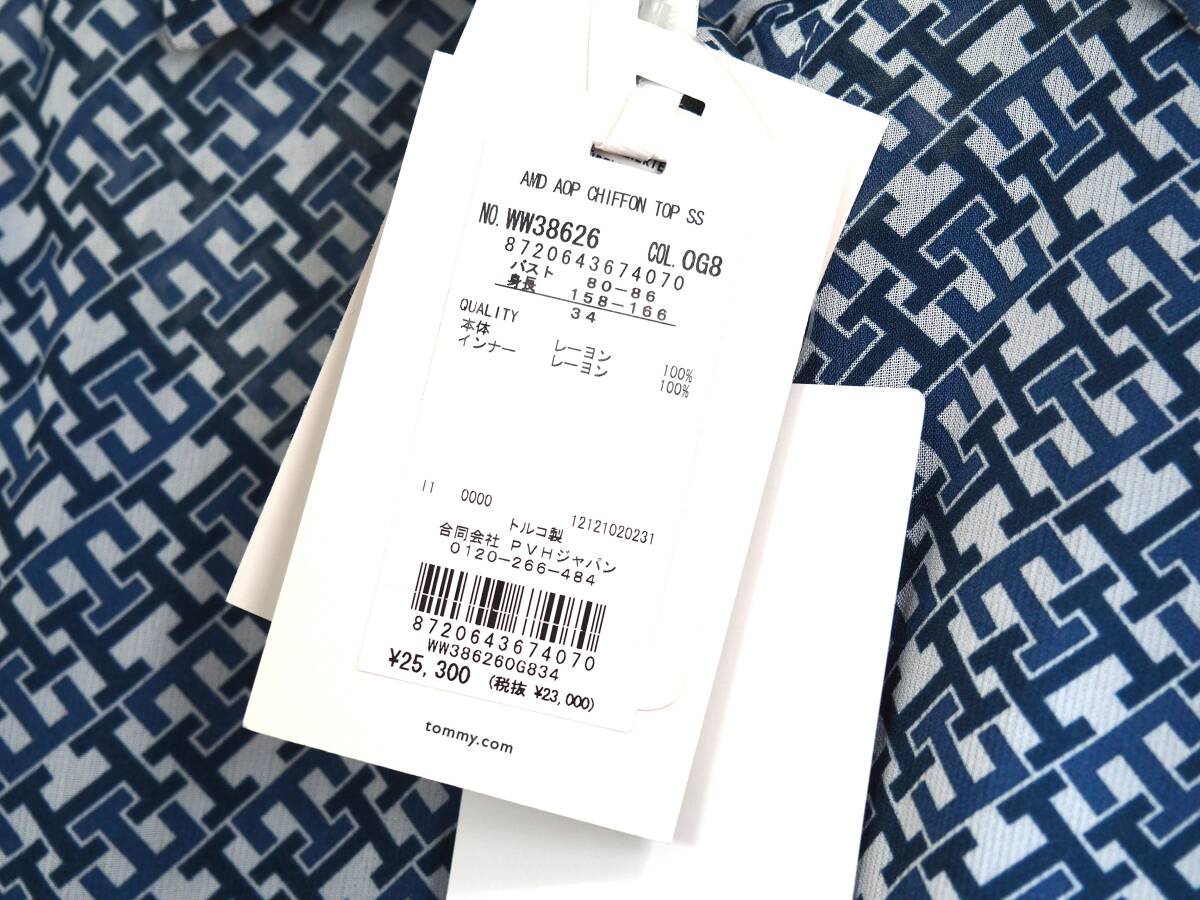 AMD AOP CHIFFON TOP SS
NO. WW38626 COL. 0G8
8720643674070
バスト 80-86
身長 158-166
34
QUALITY
本体 レーヨン 100%
インナー レーヨン 100%
I1 0000
トルコ製 12121020231
合同会社 PVHジャパン
0120-266-484
8720643674070
WW386260G834
¥25,300 (税抜 ¥23,000)
tommy.com